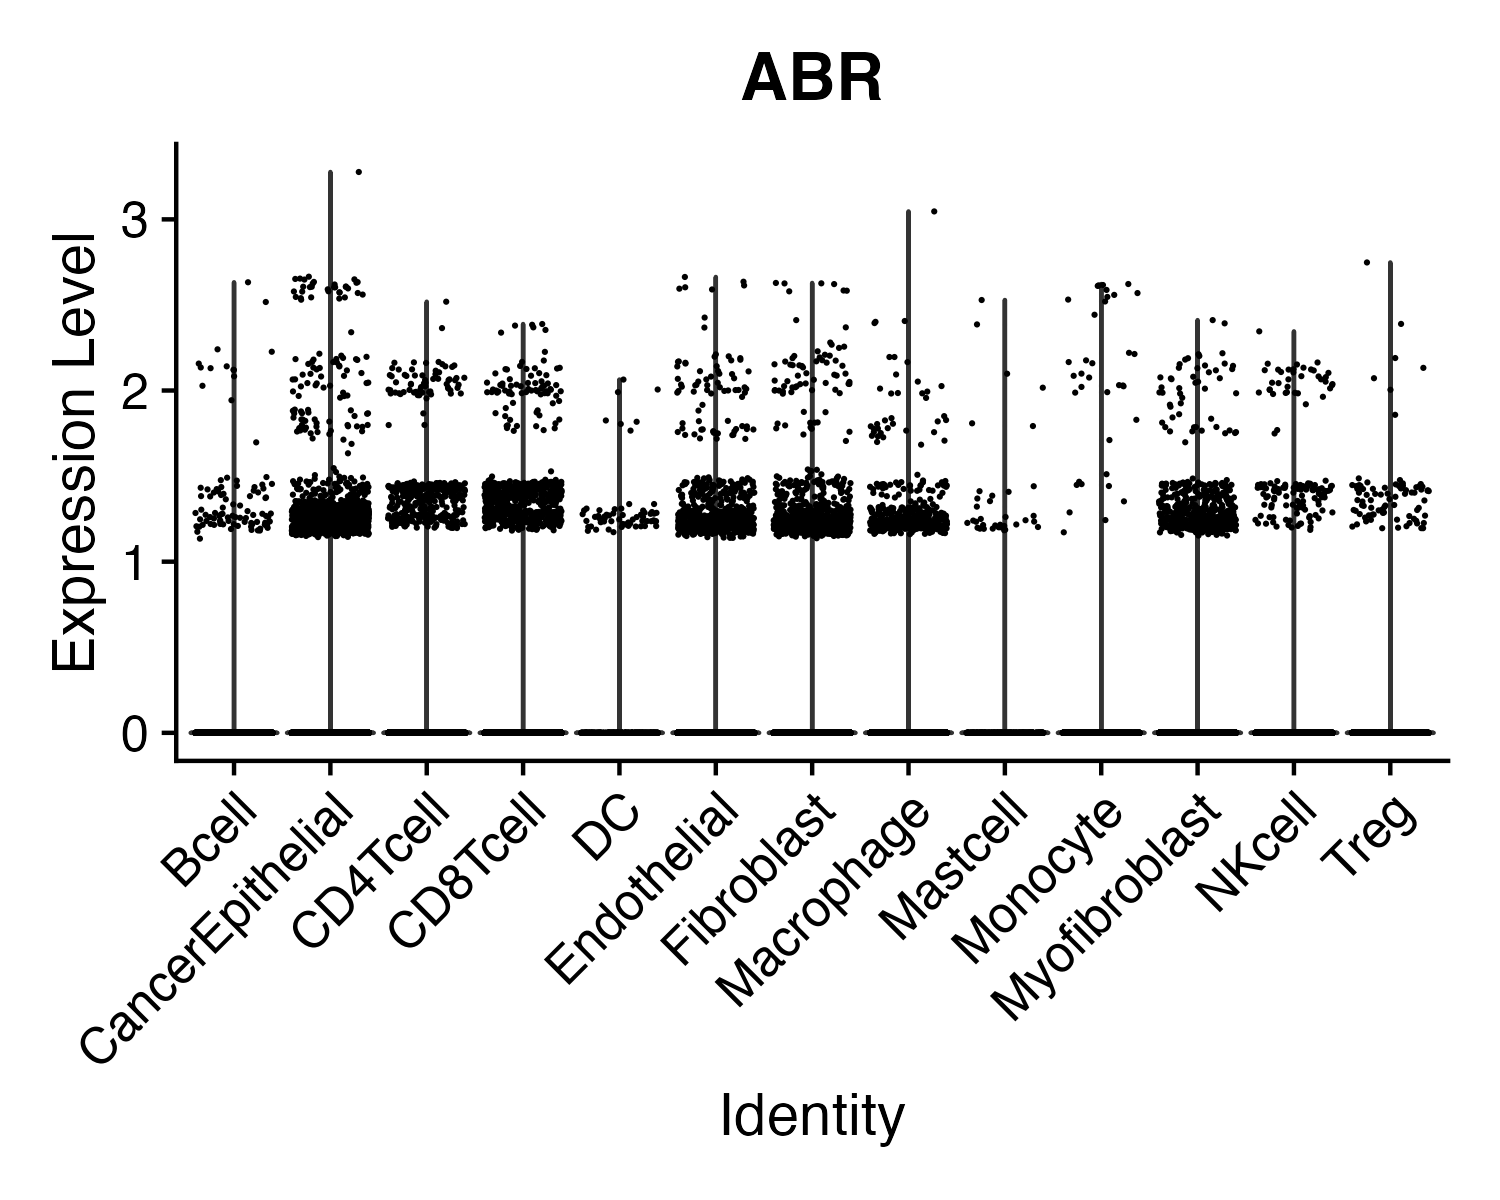 ABR
Expression Level
3
2
1
0
Bcell
CancerEpithelial
CD4Tcell
CD8Tcell
DC
Endothelial
Fibroblast
Macrophage
Mastcell
Monocyte
Myofibroblast
NKcell
Treg
Identity